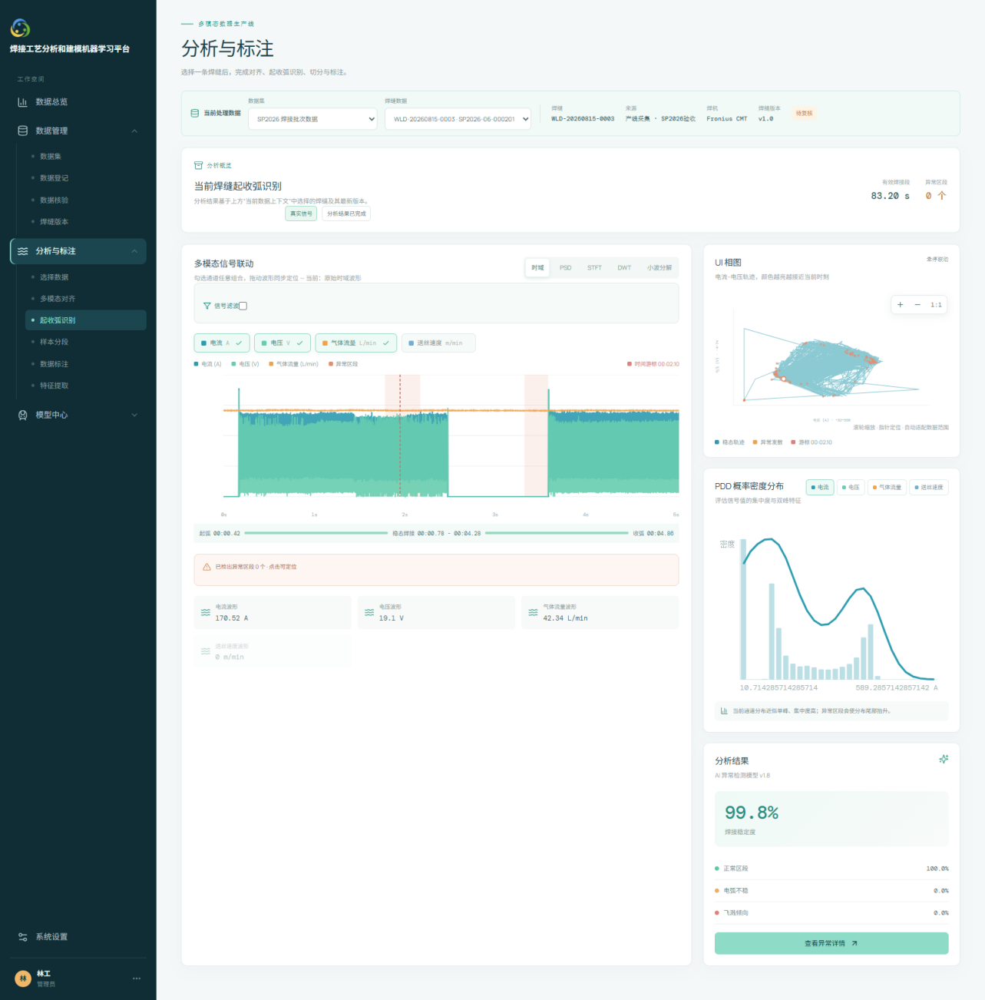 焊接工艺分析和建模机器学习平台
工作空间
数据总览
数据管理
数据集
数据登记
数据核验
焊缝版本
分析与标注
选择数据
多模态对齐
起收弧识别
样本分段
数据标注
特征提取
模型中心
系统设置
林
林工
管理员
多模态数据生产线
分析与标注
选择一条焊缝后，完成对齐、起收弧识别、切分与标注。
当前处理数据
数据集
SP2026 焊接批次数据
焊缝数据
WLD-20260815-0003 · SP2026-06-000201
焊缝
WLD-20260815-0003
来源
产线采集 · SP2026验收
焊机
Fronius CMT
焊缝版本
v1.0
待复核
分析概览
当前焊缝起收弧识别
分析结果基于上方"当前数据上下文"中选择的焊缝及其最新版本。
真实信号
分析结果已完成
有效焊接段
83.20 s
异常区段
0 个
多模态信号联动
勾选通道任意组合，拖动波形同步定位 — 当前：原始时域波形
时域
PSD
STFT
DWT
小波分解
信号滤波
电流 A
电压 V
气体流量 L/min
送丝速度 m/min
电流 (A)
电压 (V)
气体流量 (L/min)
异常区段
时间游标 00:02.10
0s
1s
2s
3s
4s
5s
起弧 00:00.42
稳态焊接 00:00.78 - 00:04.28
收弧 00:04.86
已检出异常区段 0 个 · 点击可定位
电流波形
170.52 A
电压波形
19.1 V
气体流量波形
42.34 L/min
送丝速度波形
0 m/min
UI 相图
电流-电压轨迹，颜色越亮越接近当前时刻
悬停联动
+
−
1:1
滚轮缩放 · 指针定位 · 自动适配数据范围
稳态轨迹
异常发散
游标 00:02.10
PDD 概率密度分布
评估信号值的集中度与双峰特征
电流
电压
气体流量
送丝速度
密度
10.714285714285714
589.2857142857142 A
当前通道分布近似单峰、集中度高；异常区段会使分布尾部抬升。
分析结果
AI 异常检测模型 v1.8
99.8%
焊接稳定度
正常区段
100.0%
电弧不稳
0.0%
飞溅倾向
0.0%
查看异常详情